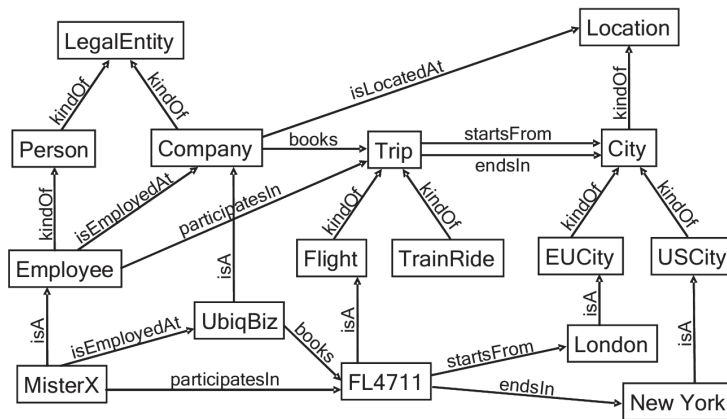 LegalEntity
Location
kindOf
kindOf
isLocatedAt
kindOf
Person
Company
books
Trip
startsFrom
endsIn
City
kindOf
isEmployedAt
participatesIn
kindOf
kindOf
kindOf
kindOf
Employee
isA
Flight
TrainRide
EUCity
USCity
isA
isEmployedAt
UbiqBiz
books
isA
isA
isA
startsFrom
London
MisterX
participatesIn
FL4711
endsIn
New York